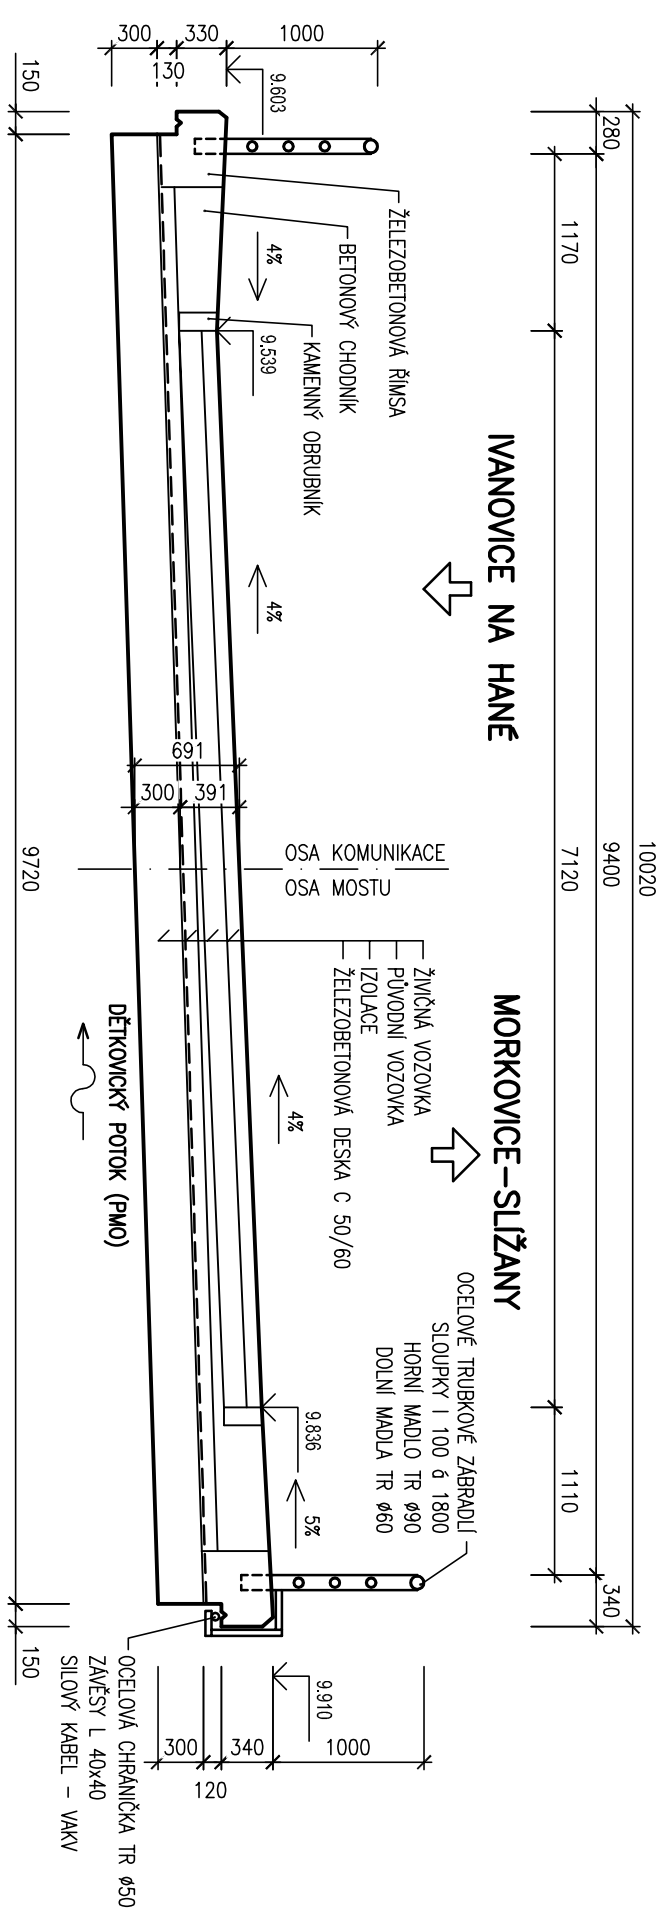 10020
9400
280
1170
7120
1110
340
IVANOVICE NA HANÉ
MORKOVICE–SLÍŽANY
1000
330
130
300
9.603
ŽELEZOBETONOVÁ ŘÍMSA
BETONOVÝ CHODNÍK
KAMENNÝ OBRUBNÍK
4%
9.539
4%
691
300
391
OSA KOMUNIKACE
OSA MOSTU
ŽIVIČNÁ VOZOVKA
PŮVODNÍ VOZOVKA
IZOLACE
ŽELEZOBETONOVÁ DESKA C 50/60
4%
OCELOVÉ TRUBKOVÉ ZÁBRADLÍ
SLOUPKY I 100 á 1800
HORNÍ MADLO TR ø90
DOLNÍ MADLA TR ø60
9.836
5%
9.910
1000
340
120
300
DĚTKOVICKÝ POTOK (PMO)
OCELOVÁ CHRÁNIČKA TR ø50
ZÁVĚSY L 40x40
SILOVÝ KABEL – VAKV
150
9720
150